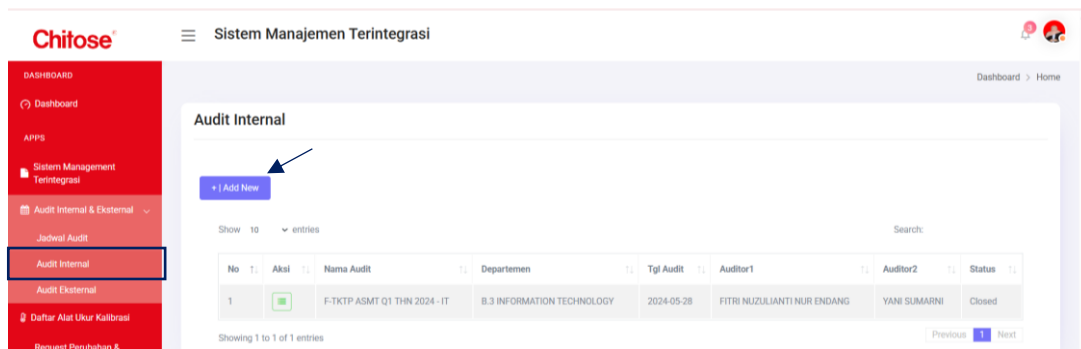 Chitose
Sistem Manajemen Terintegrasi
3
DASHBOARD
Dashboard > Home
Dashboard
Audit Internal
APPS
Sistem Management
Terintegrasi
+ | Add New
Audit Internal & Eksternal
Show 10 entries
Search:
Jadwal Audit
Audit Internal
No Aksi Nama Audit Departemen Tgl Audit Auditor1 Auditor2 Status
Audit Eksternal
1 F-TKTP ASMT Q1 THN 2024 - IT B.3 INFORMATION TECHNOLOGY 2024-05-28 FITRI NUZULIANTI NUR ENDANG YANI SUMARNI Closed
Daftar Alat Ukur Kalibrasi
Showing 1 to 1 of 1 entries
Previous 1 Next
Request Perubahan &